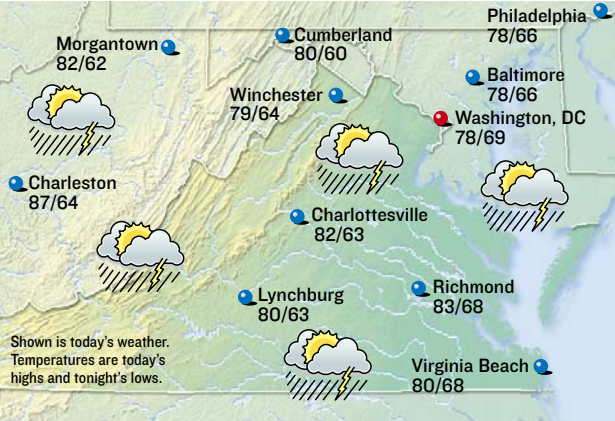 Philadelphia
78/66
Morgantown
82/62
Cumberland
80/60
Baltimore
78/66
Winchester
79/64
Washington, DC
78/69
Charleston
87/64
Charlottesville
82/63
Richmond
83/68
Lynchburg
80/63
Shown is today's weather.
Temperatures are today's
highs and tonight's lows.
Virginia Beach
80/68